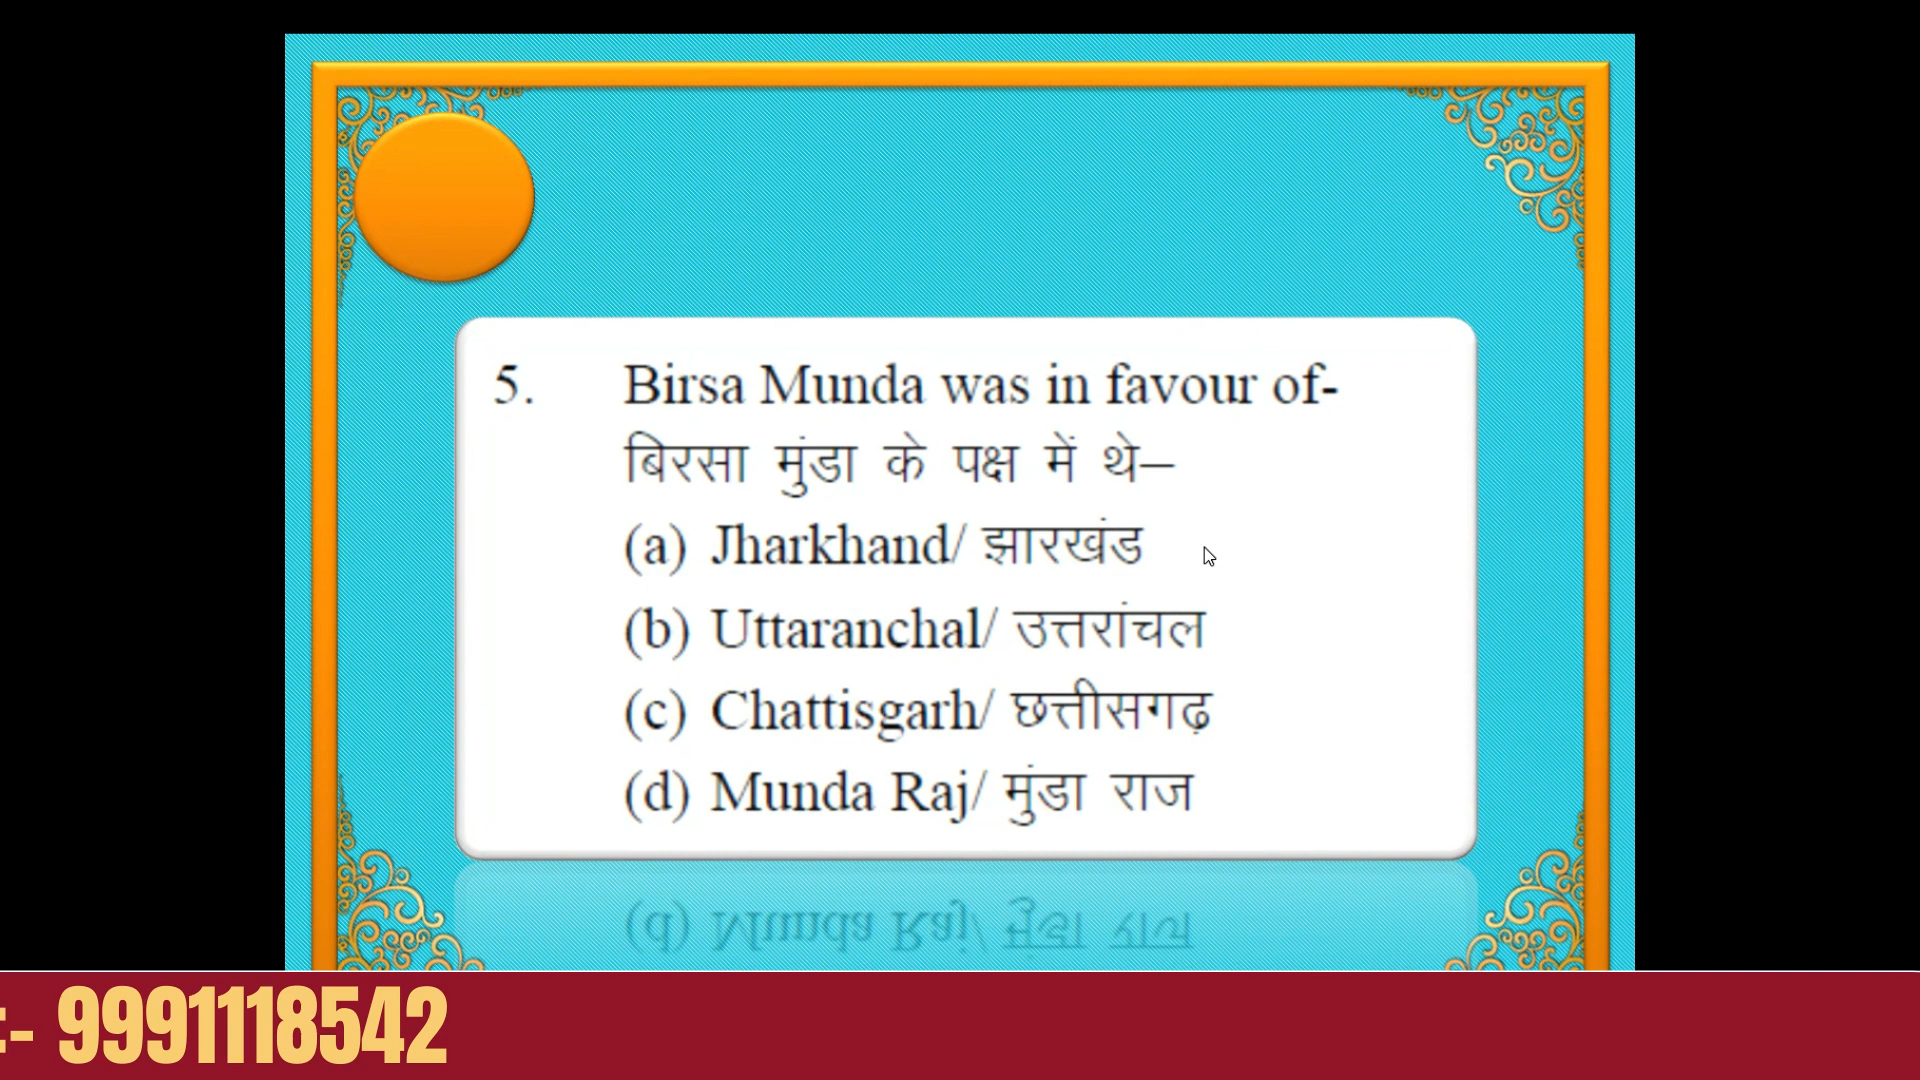 5. Birsa Munda was in favour of-
बिरसा मुंडा के पक्ष में थे–
(a) Jharkhand/ झारखंड
(b) Uttaranchal/ उत्तरांचल
(c) Chattisgarh/ छत्तीसगढ़
(d) Munda Raj/ मुंडा राज
:- 9991118542